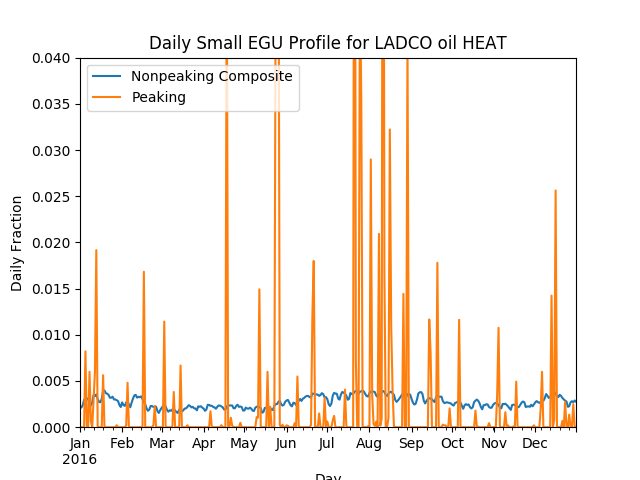 Daily Small EGU Profile for LADCO oil HEAT
Nonpeaking Composite
Peaking
Daily Fraction
0.040
0.035
0.030
0.025
0.020
0.015
0.010
0.005
0.000
Jan Feb Mar Apr May Jun Jul Aug Sep Oct Nov Dec
2016
Day